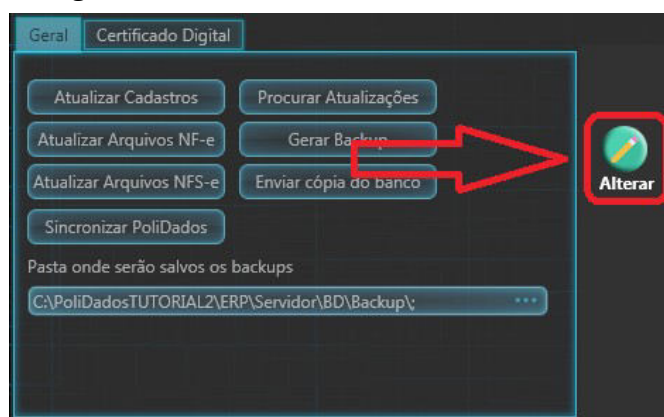 Geral Certificado Digital
Atualizar Cadastros Procurar Atualizações
Atualizar Arquivos NF-e Gerar Backup
Atualizar Arquivos NFS-e Enviar cópia do banco
Alterar
Sincronizar PoliDados
Pasta onde serão salvos os backups
C:\PoliDadosTUTORIAL2\ERP\Servidor\BD\Backup\; ...